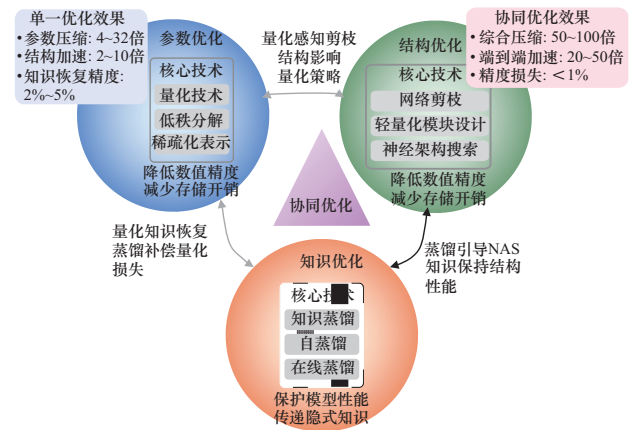 单一优化效果
•参数压缩: 4~32倍
•结构加速: 2~10倍
•知识恢复精度:
2%~5%
参数优化
核心技术
量化技术
低秩分解
稀疏化表示
降低数值精度
减少存储开销
量化感知剪枝
结构影响
量化策略
结构优化
核心技术
网络剪枝
轻量化模块设计
神经架构搜索
降低数值精度
减少存储开销
协同优化效果
•综合压缩: 50~100倍
•端到端加速: 20~50倍
•精度损失: <1%
协同优化
量化知识恢复
蒸馏补偿量化
损失
蒸馏引导NAS
知识保持结构
性能
知识优化
核心技术
知识蒸馏
自蒸馏
在线蒸馏
保护模型性能
传递隐式知识